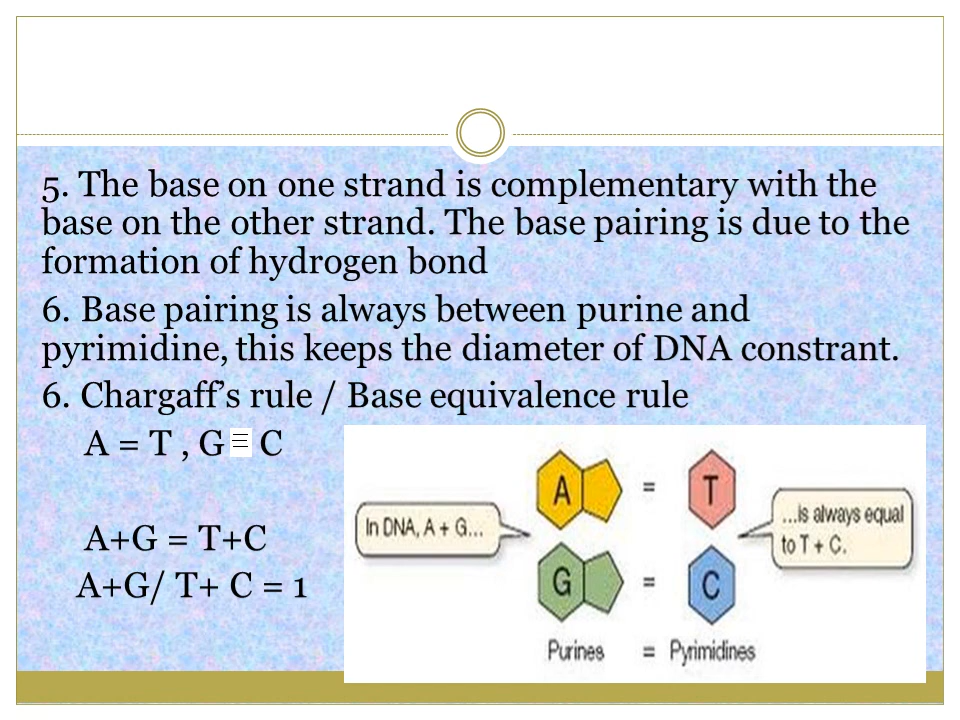 5. The base on one strand is complementary with the
base on the other strand. The base pairing is due to the
formation of hydrogen bond
6. Base pairing is always between purine and
pyrimidine, this keeps the diameter of DNA constrant.
6. Chargaff’s rule / Base equivalence rule
A = T , G ≡ C
A+G = T+C
A+G/ T+ C = 1
In DNA, A + G...
A = T
...is always equal
to T + C.
G = C
Purines = Pyrimidines